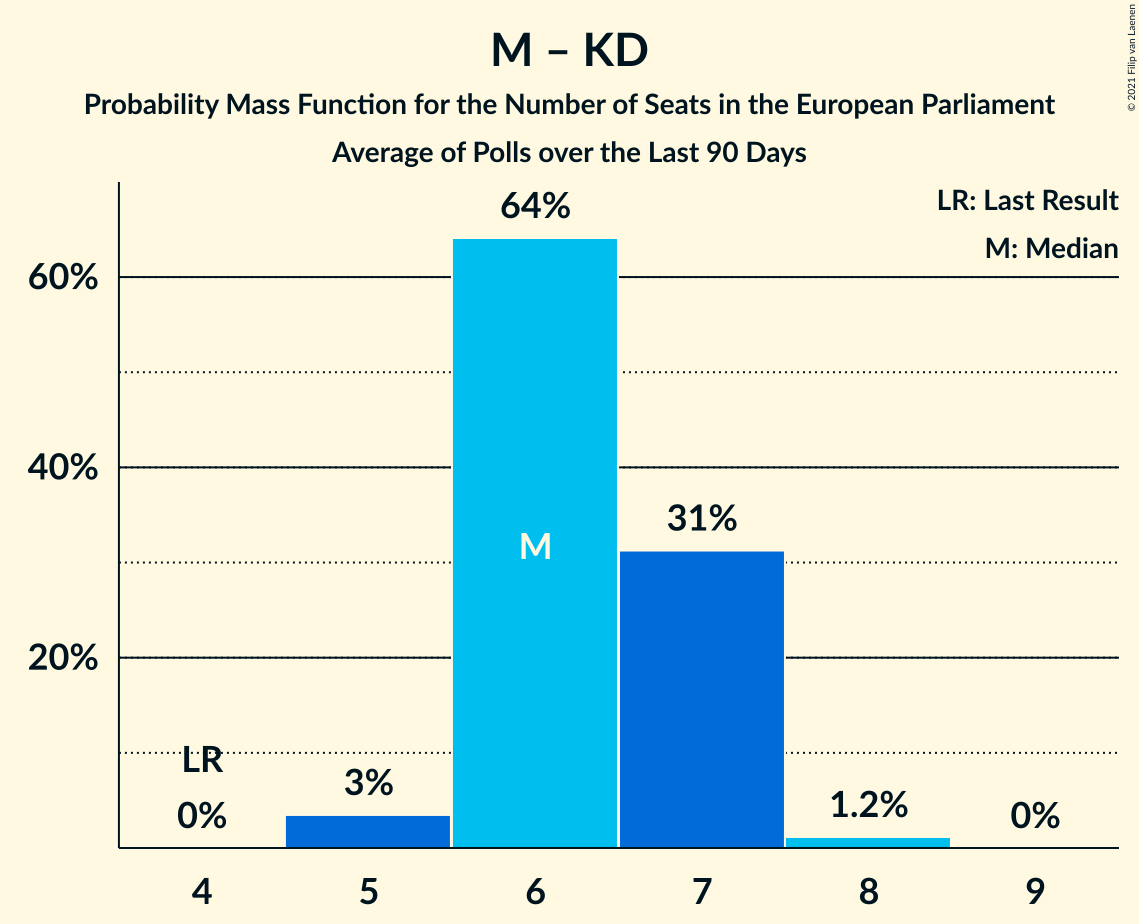 M – KD
Probability Mass Function for the Number of Seats in the European Parliament
Average of Polls over the Last 90 Days
© 2021 Filip van Laenen
LR: Last Result
M: Median
60%
40%
20%
LR
0%
3%
64%
M
31%
1.2%
0%
4 5 6 7 8 9